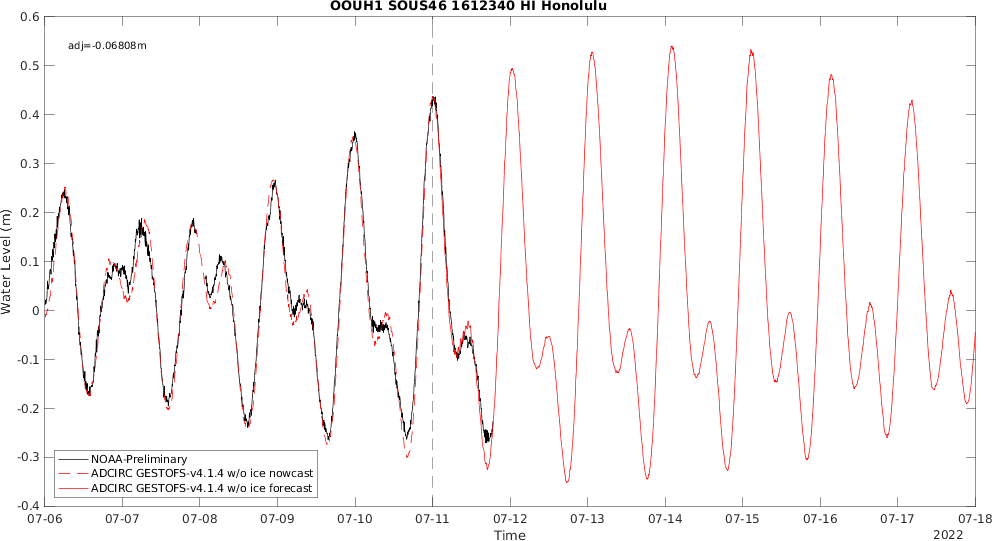 OOUH1 SOUS46 1612340 HI Honolulu
adj=-0.06808m
Water Level (m)
0.6
0.5
0.4
0.3
0.2
0.1
0
-0.1
-0.2
-0.3
-0.4
NOAA-Preliminary
ADCIRC GESTOFS-v4.1.4 w/o ice nowcast
ADCIRC GESTOFS-v4.1.4 w/o ice forecast
07-06 07-07 07-08 07-09 07-10 07-11 07-12 07-13 07-14 07-15 07-16 07-17 07-18
Time
2022